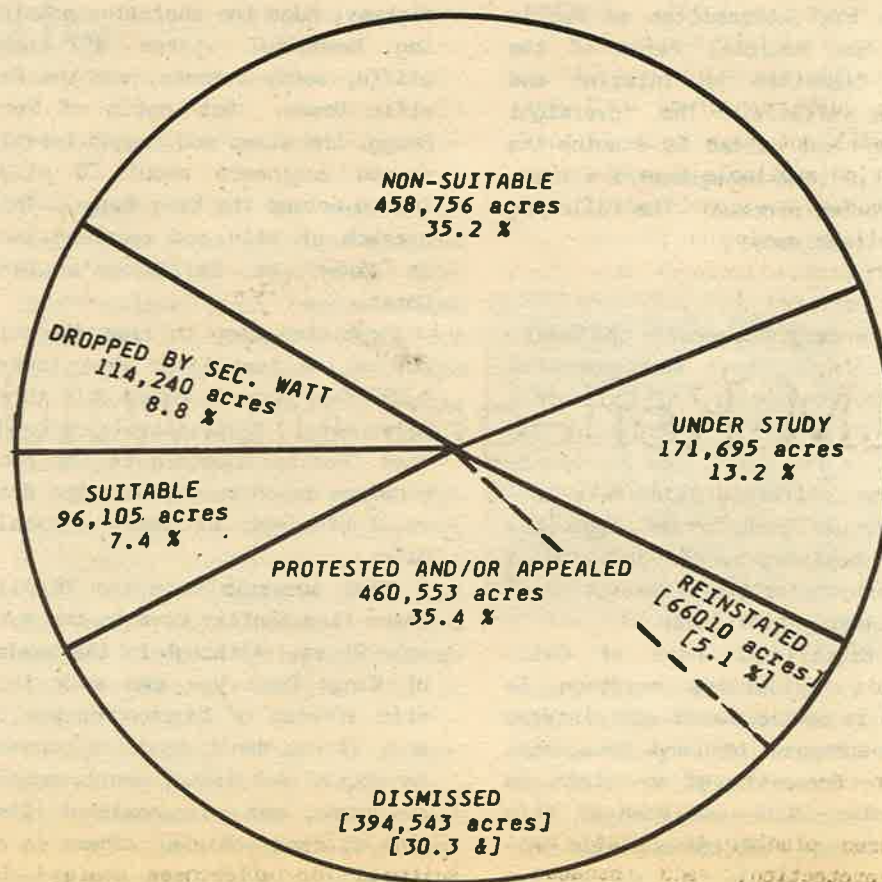 NON-SUITABLE
458,756 acres
35.2 %
DROPPED BY SEC. WATT
114,240 acres
8.8 %
UNDER STUDY
171,695 acres
13.2 %
SUITABLE
96,105 acres
7.4 %
PROTESTED AND/OR APPEALED
460,553 acres
35.4 %
REINSTATED
[66010 acres]
[5.1 %]
DISMISSED
[394,543 acres]
[30.3 &]